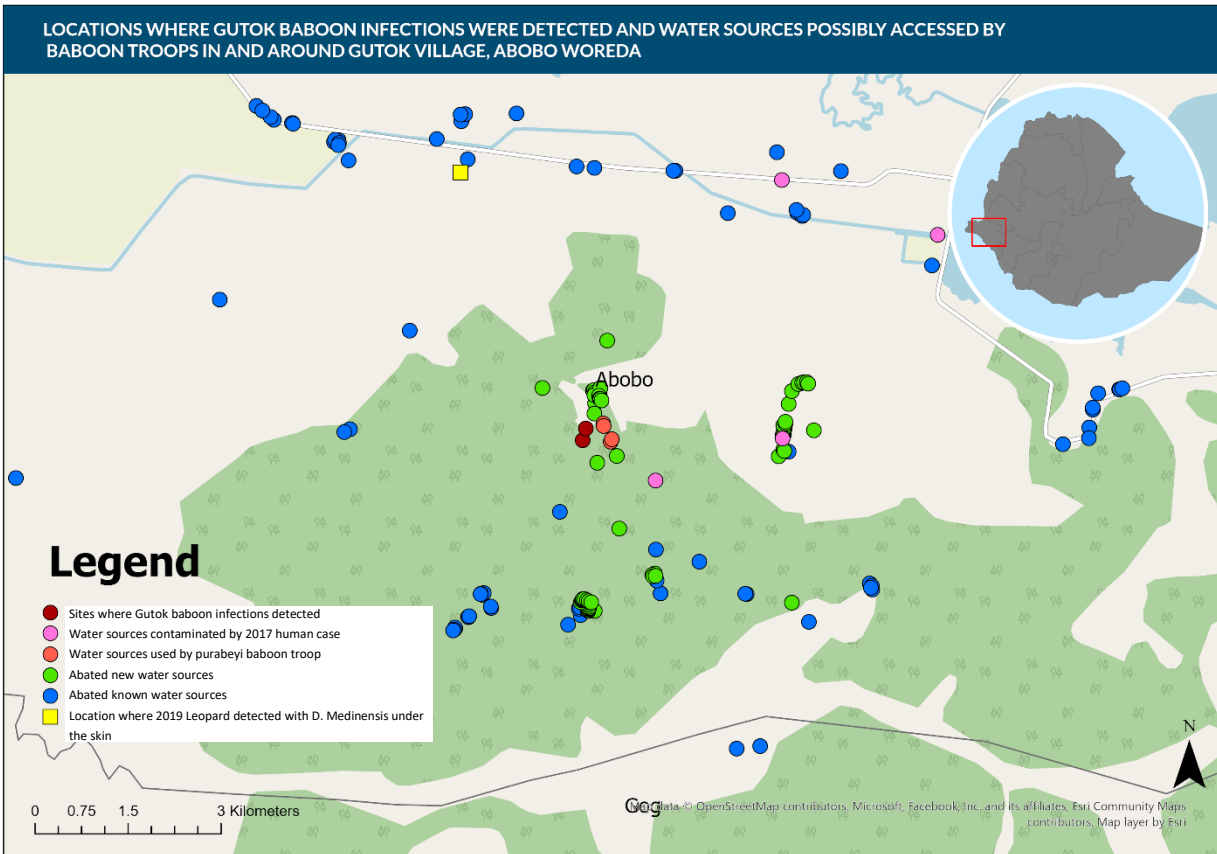 LOCATIONS WHERE GUTOK BABOON INFECTIONS WERE DETECTED AND WATER SOURCES POSSIBLY ACCESSED BY
BABOON TROOPS IN AND AROUND GUTOK VILLAGE, ABOBO WOREDA
Abobo
Legend
Sites where Gutok baboon infections detected
Water sources contaminated by 2017 human case
Water sources used by purabeyi baboon troop
Abated new water sources
Abated known water sources
Location where 2019 Leopard detected with D. Medinensis under
the skin
N
0 0.75 1.5 3 Kilometers
Map data © OpenStreetMap contributors, Microsoft, Facebook, Inc. and its affiliates, Esri Community Maps
contributors, Map layer by Esri